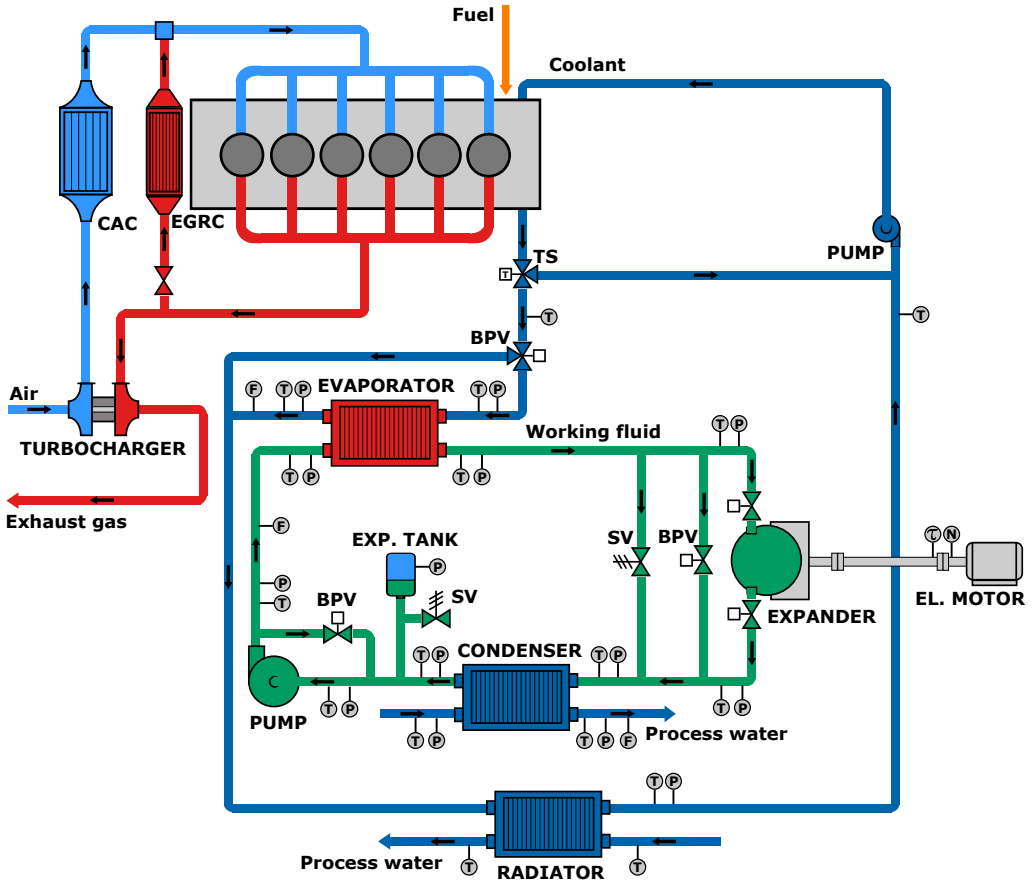 Fuel
Coolant
CAC
EGRC
PUMP
TS
T
T
T
BPV
Air
EVAPORATOR
F
T
P
T
P
TURBOCHARGER
Working fluid
T
P
T
P
T
P
Exhaust gas
F
EXP. TANK
P
SV
BPV
τ
N
P
T
BPV
SV
EXPANDER
EL. MOTOR
CONDENSER
T
P
T
P
PUMP
T
P
T
P
T
P
T
P
F
Process water
T
P
Process water
T
T
RADIATOR